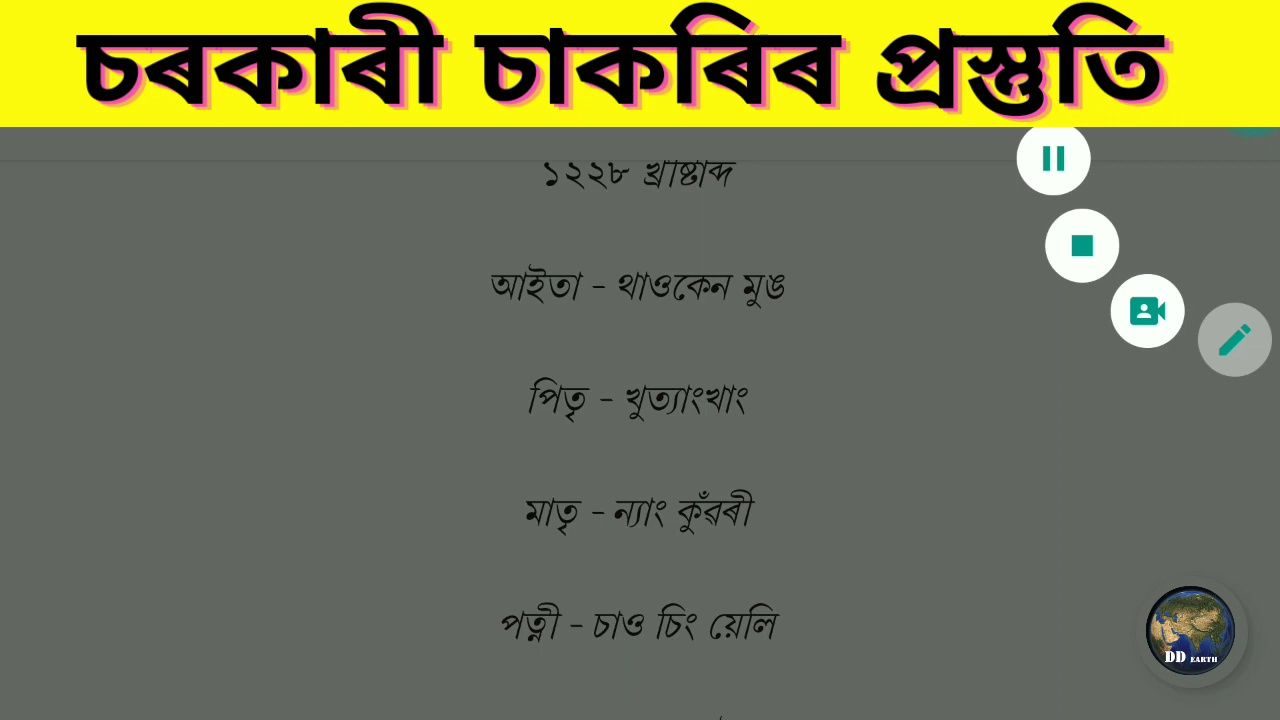 চৰকাৰী চাকৰিৰ প্ৰস্তুতি
১২২৮ খ্ৰীষ্টাব্দ
আইতা - থাওকেন মুঙ
পিতৃ - খুত্যাংখাং
মাতৃ - ন্যাং কুঁৱৰী
পত্নী - চাও চিং য়েলি
DD EARTH